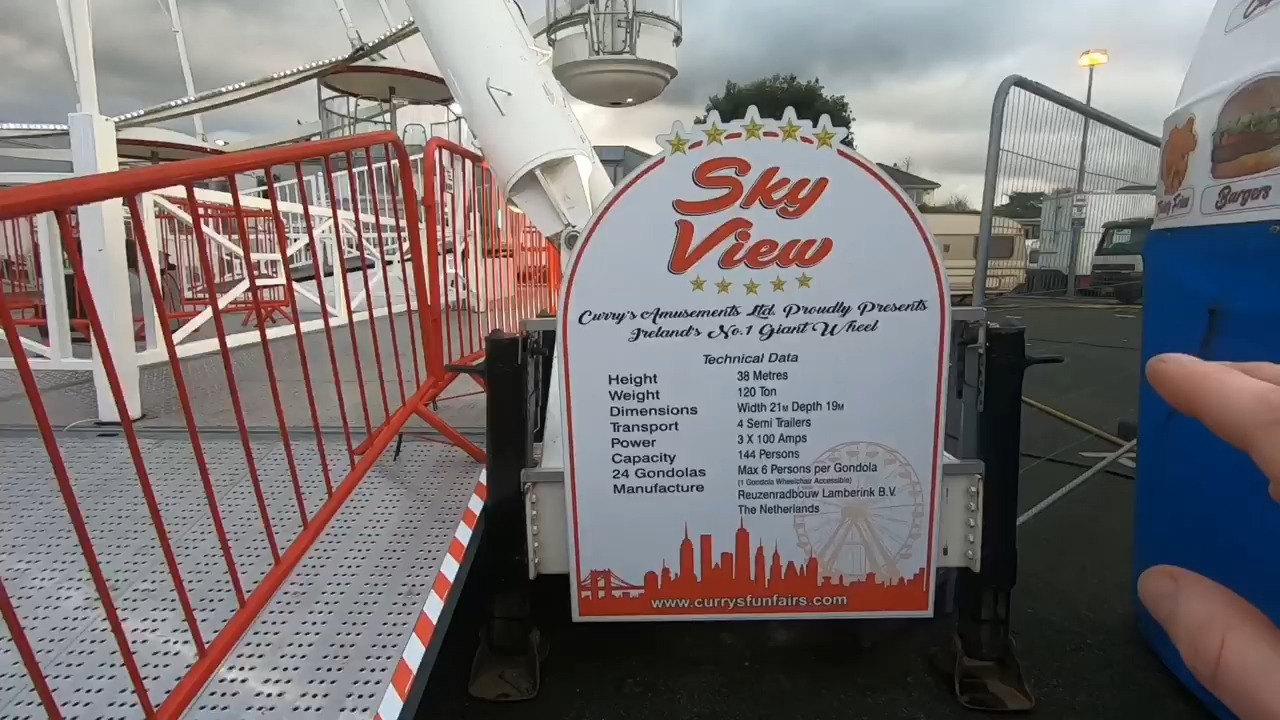 Sky
View
Curry's Amusements Ltd. Proudly Presents
Ireland's No.1 Giant Wheel
Technical Data
Height 38 Metres
Weight 120 Ton
Dimensions Width 21M Depth 19M
Transport 4 Semi Trailers
Power 3 X 100 Amps
Capacity 144 Persons
24 Gondolas Max 6 Persons per Gondola
(1 Gondola Wheelchair Accessible)
Manufacture Reuzenradbouw Lamberink B.V.
The Netherlands
www.currysfunfairs.com
Burgers